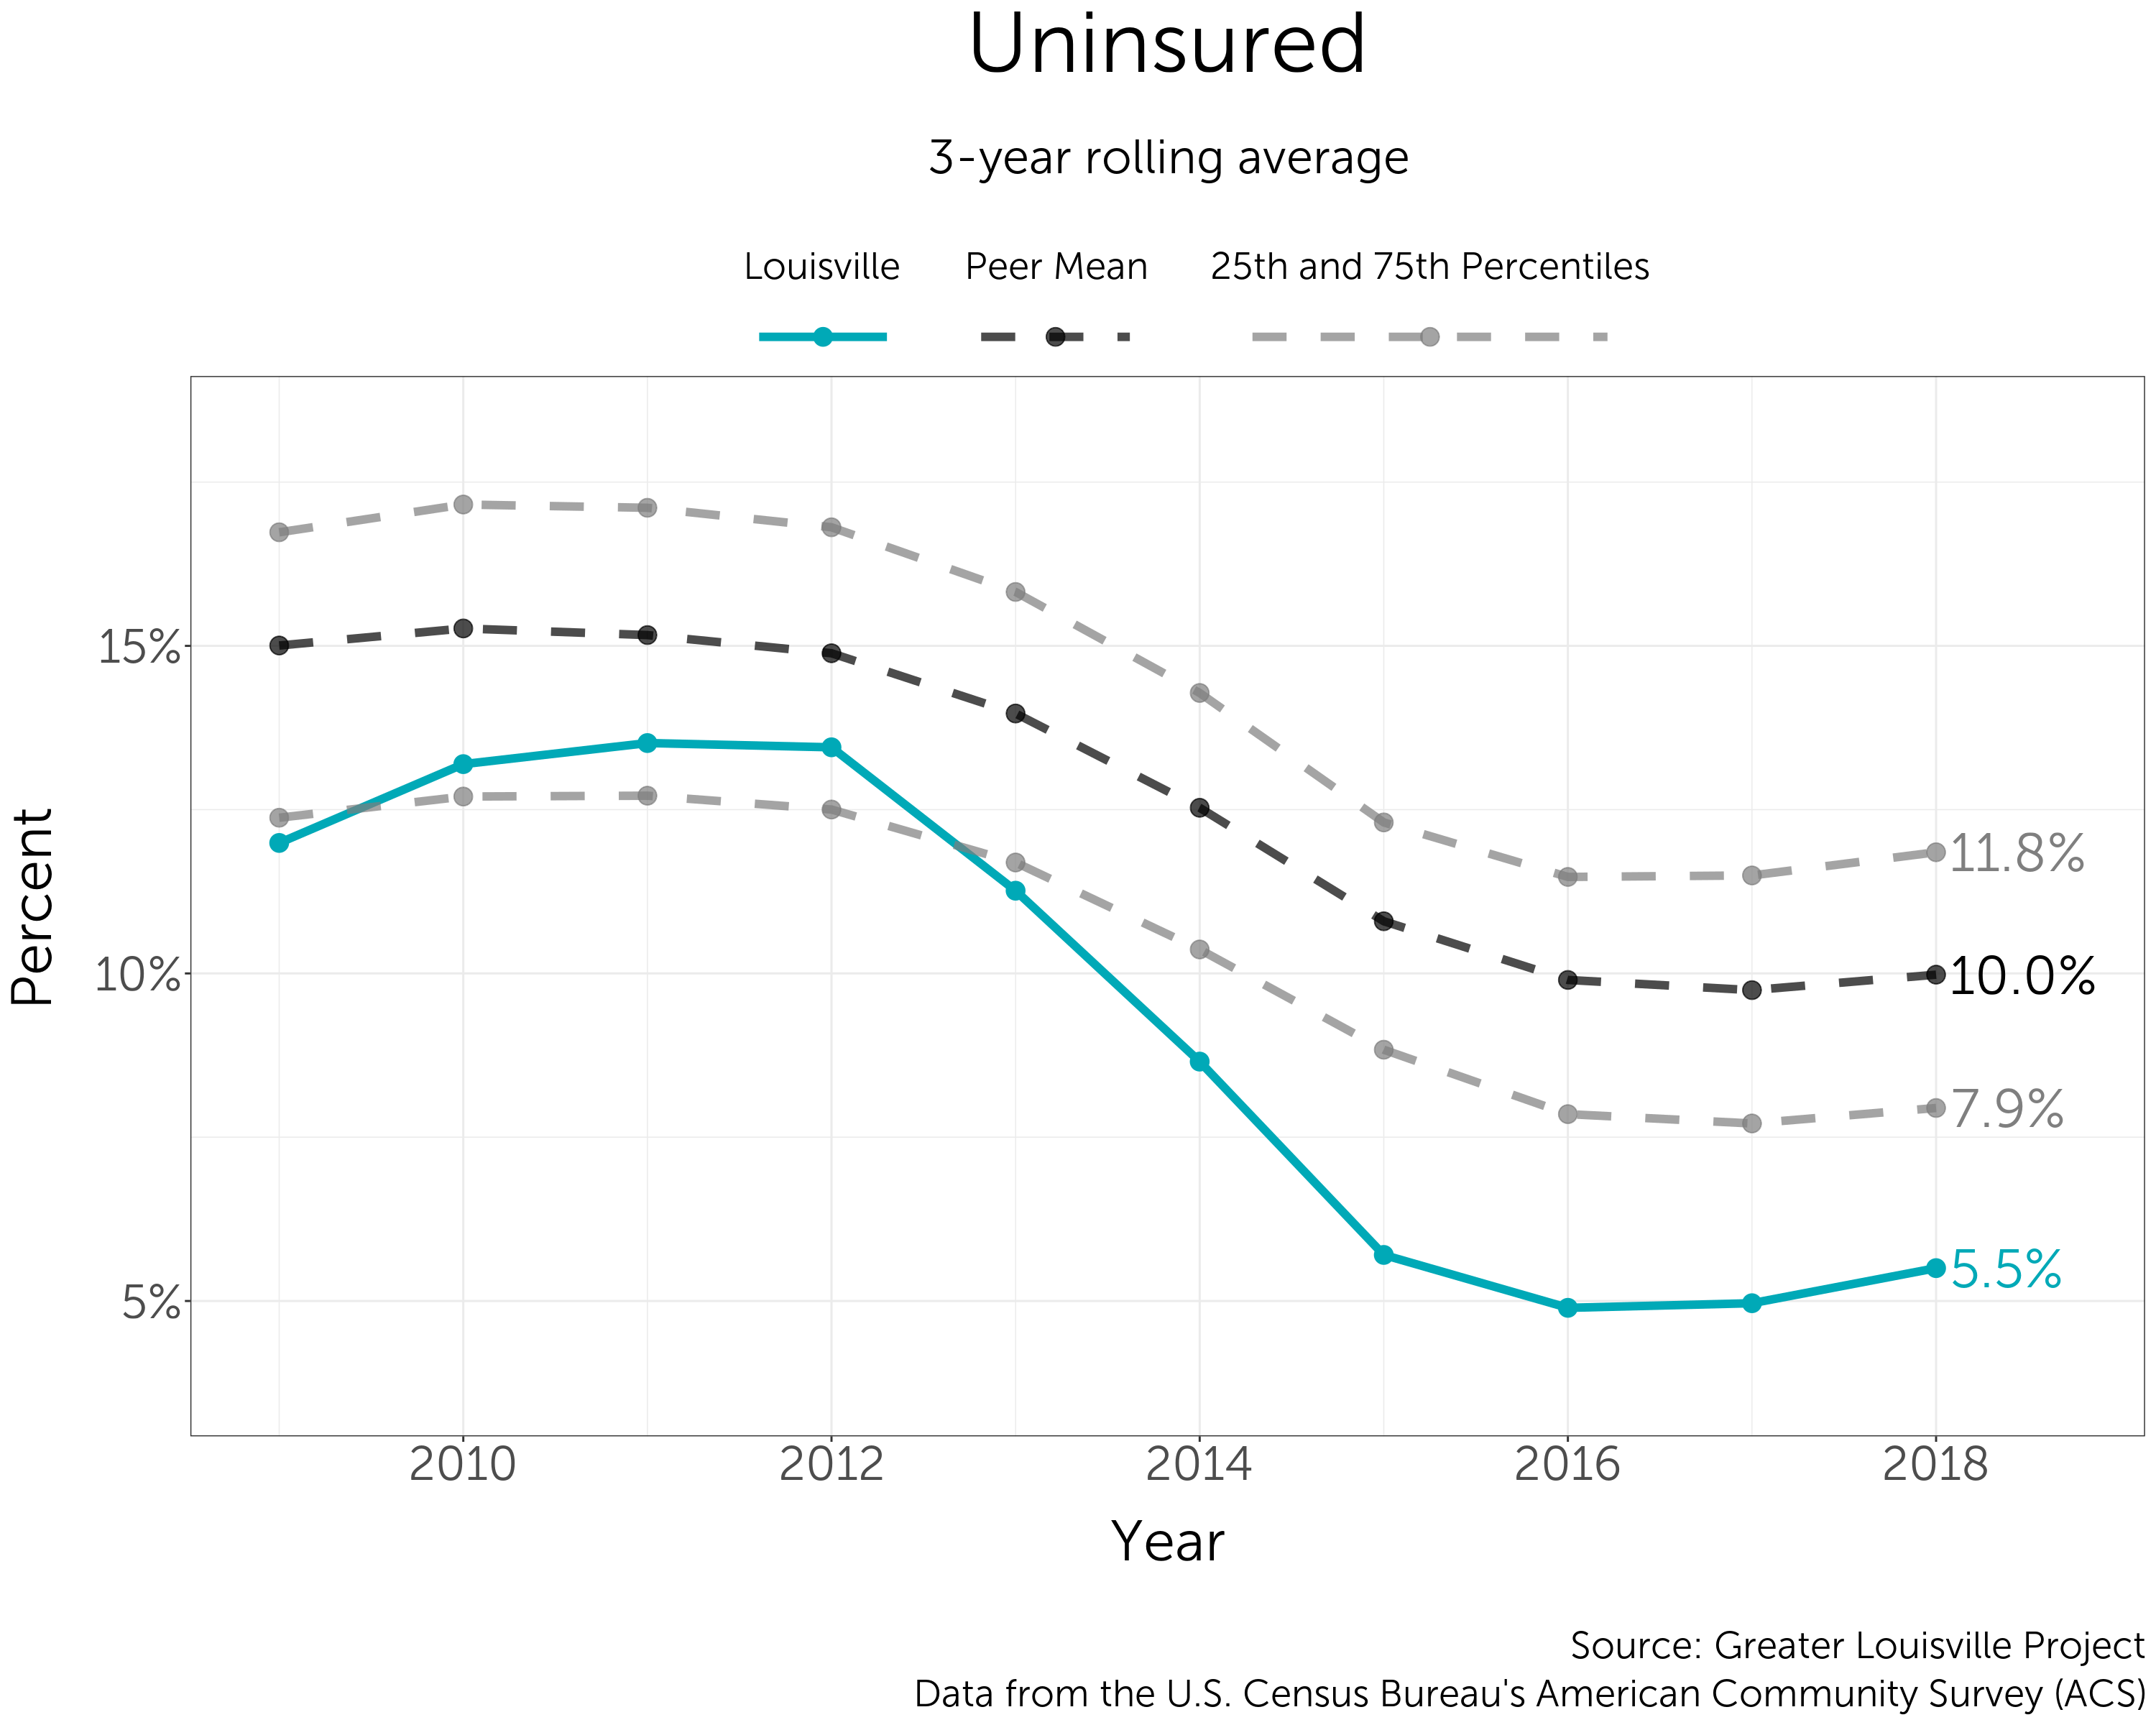 Uninsured
3-year rolling average
Louisville Peer Mean 25th and 75th Percentiles
Percent
15%
10%
5%
11.8%
10.0%
7.9%
5.5%
2010 2012 2014 2016 2018
Year
Source: Greater Louisville Project
Data from the U.S. Census Bureau's American Community Survey (ACS)